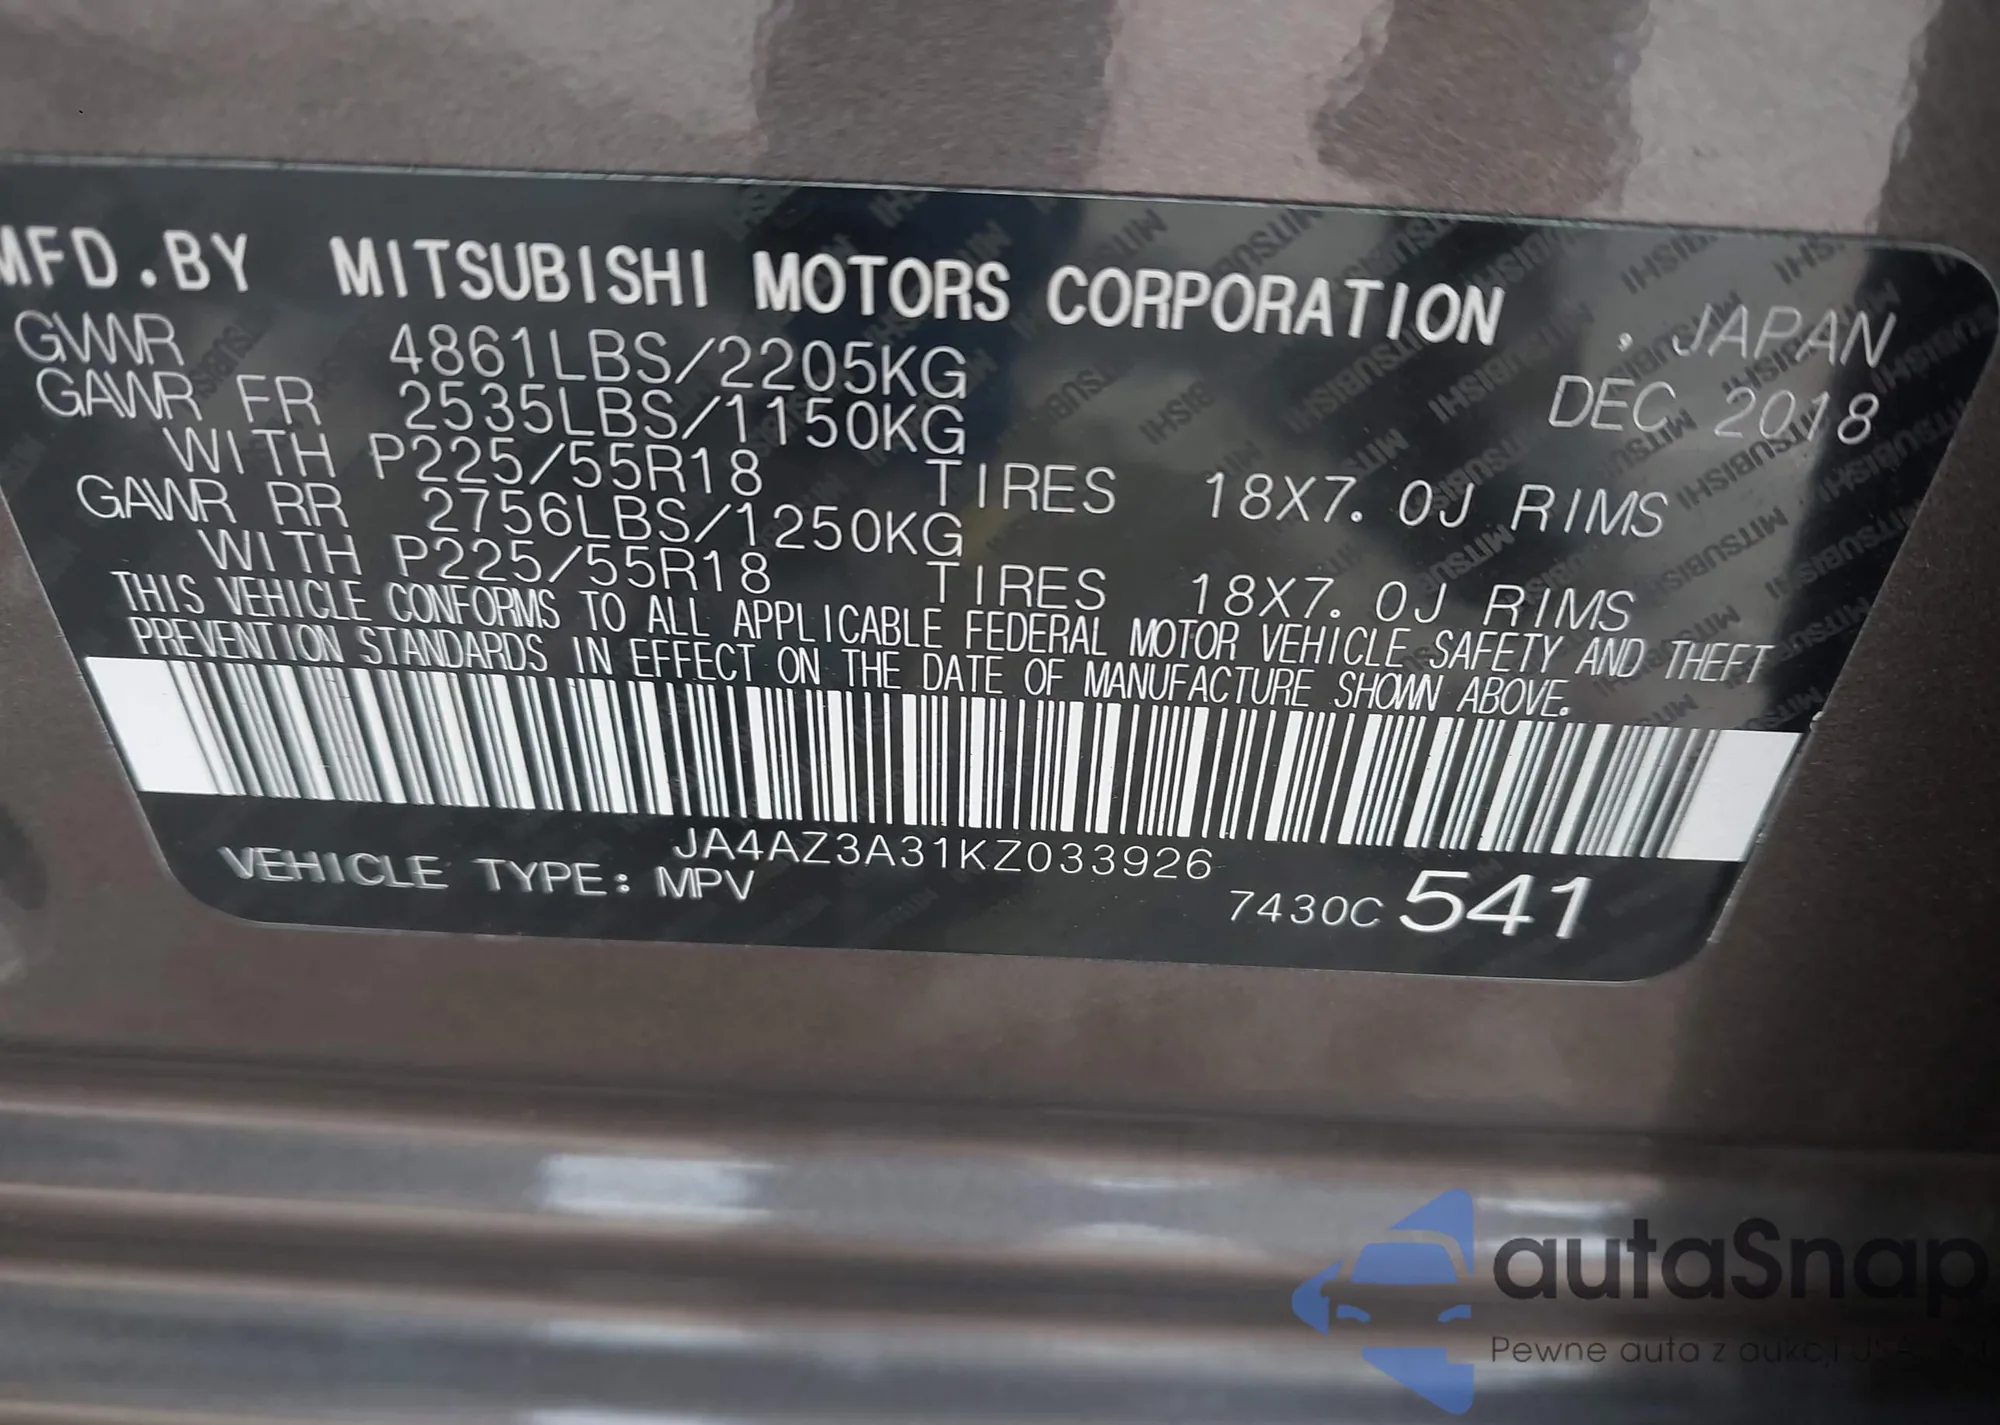 MFD.BY MITSUBISHI MOTORS CORPORATION . JAPAN
GVWR 4861LBS/2205KG DEC 2018
GAWR FR 2535LBS/1150KG
WITH P225/55R18 TIRES 18X7.0J RIMS
GAWR RR 2756LBS/1250KG
WITH P225/55R18 TIRES 18X7.0J RIMS
THIS VEHICLE CONFORMS TO ALL APPLICABLE FEDERAL MOTOR VEHICLE SAFETY AND THEFT
PREVENTION STANDARDS IN EFFECT ON THE DATE OF MANUFACTURE SHOWN ABOVE.
JA4AZ3A31KZ033926
VEHICLE TYPE: MPV 7430C 541
autaSnap
Pewne auta z aukcji